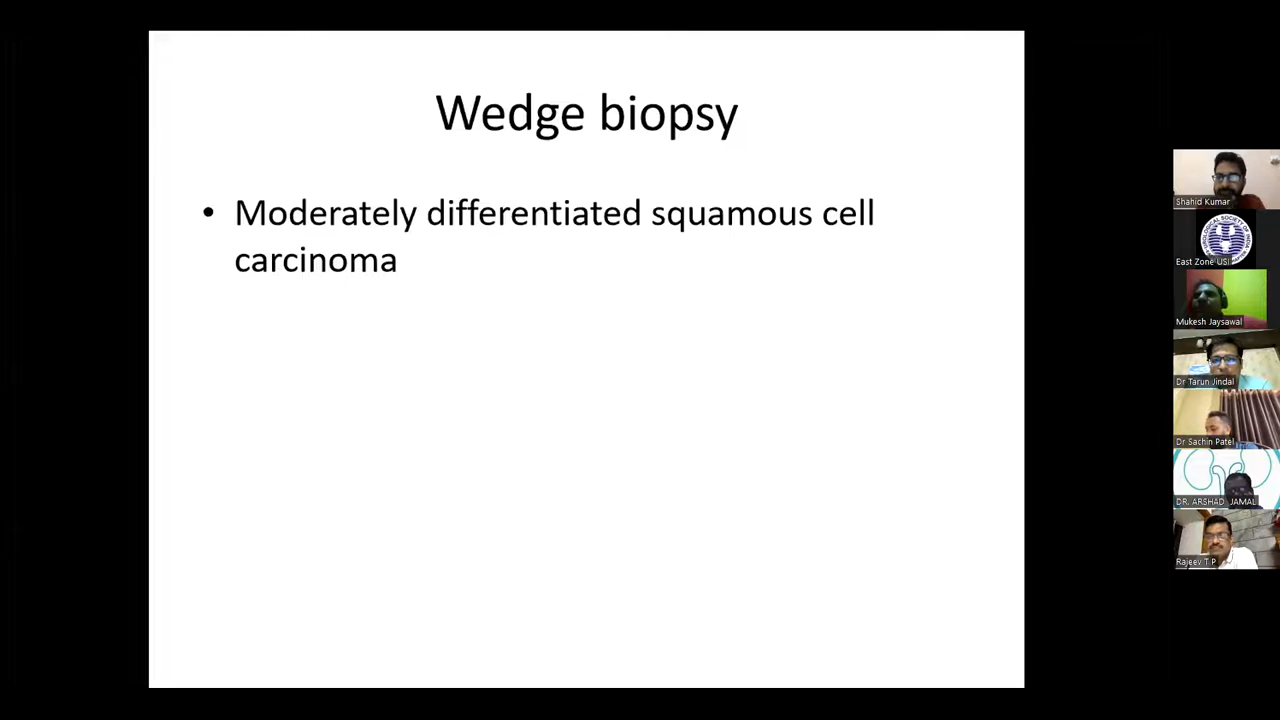 Wedge biopsy
• Moderately differentiated squamous cell
carcinoma
Shahid Kumar
East Zone USI
Mukesh Jaysawal
Dr Tarun Jindal
Dr Sachin Patel
DR. ARSHAD JAMAL
Rajeev T P